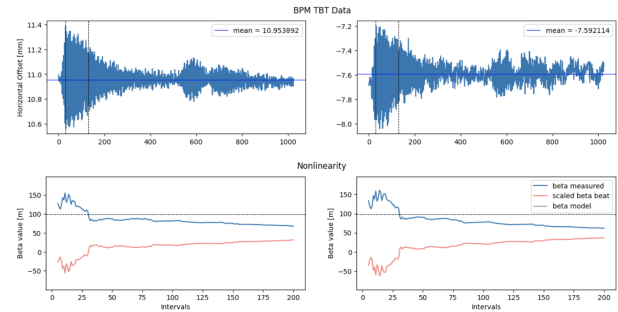 BPM TBT Data
Horizontal Offset [mm]
11.4
11.2
11.0
10.8
10.6
0 200 400 600 800 1000
mean = 10.953892
−7.2
−7.4
−7.6
−7.8
−8.0
0 200 400 600 800 1000
mean = -7.592114
Nonlinearity
Beta value [m]
150
100
50
0
−50
0 25 50 75 100 125 150 175 200
Intervals
Beta value [m]
150
100
50
0
−50
0 25 50 75 100 125 150 175 200
Intervals
beta measured
scaled beta beat
beta model